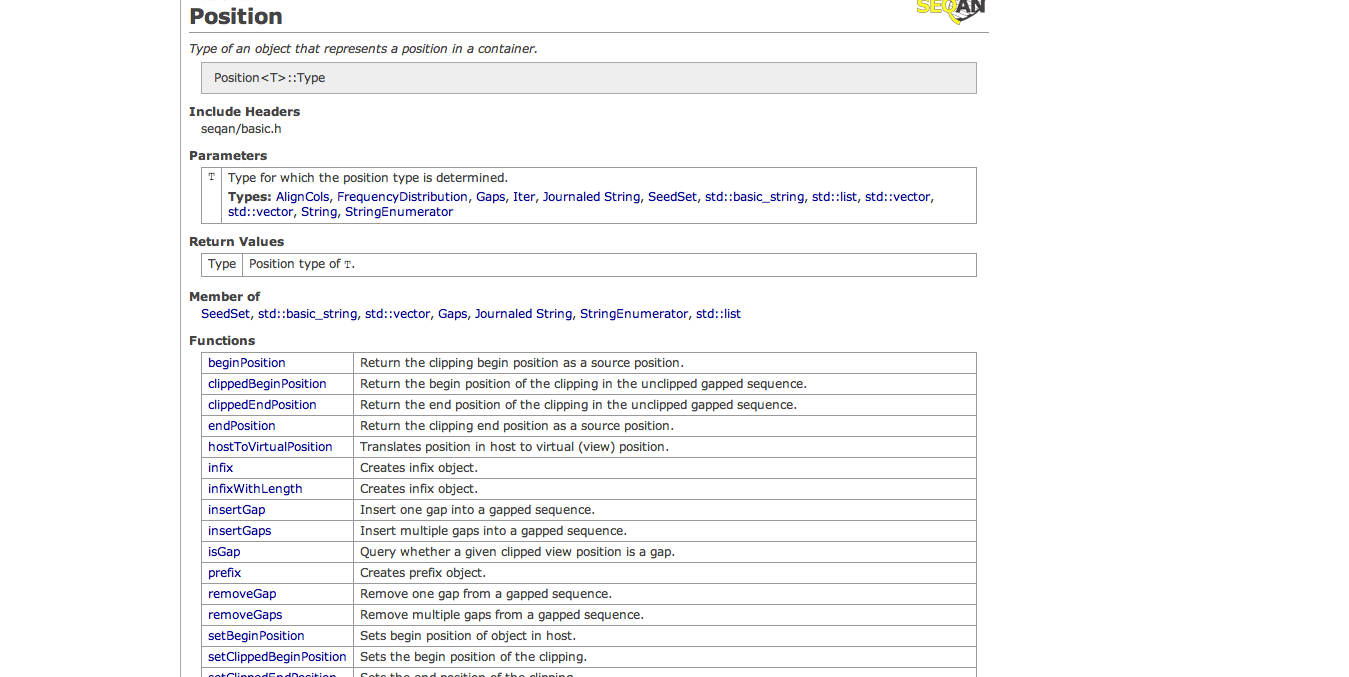 SEQAN
Position
Type of an object that represents a position in a container.
Position<T>::Type
Include Headers
seqan/basic.h
Parameters
T Type for which the position type is determined.
Types: AlignCols, FrequencyDistribution, Gaps, Iter, Journaled String, SeedSet, std::basic_string, std::list, std::vector,
std::vector, String, StringEnumerator
Return Values
Type Position type of T.
Member of
SeedSet, std::basic_string, std::vector, Gaps, Journaled String, StringEnumerator, std::list
Functions
beginPosition Return the clipping begin position as a source position.
clippedBeginPosition Return the begin position of the clipping in the unclipped gapped sequence.
clippedEndPosition Return the end position of the clipping in the unclipped gapped sequence.
endPosition Return the clipping end position as a source position.
hostToVirtualPosition Translates position in host to virtual (view) position.
infix Creates infix object.
infixWithLength Creates infix object.
insertGap Insert one gap into a gapped sequence.
insertGaps Insert multiple gaps into a gapped sequence.
isGap Query whether a given clipped view position is a gap.
prefix Creates prefix object.
removeGap Remove one gap from a gapped sequence.
removeGaps Remove multiple gaps from a gapped sequence.
setBeginPosition Sets begin position of object in host.
setClippedBeginPosition Sets the begin position of the clipping.
setClippedEndPosition Sets the end position of the clipping.